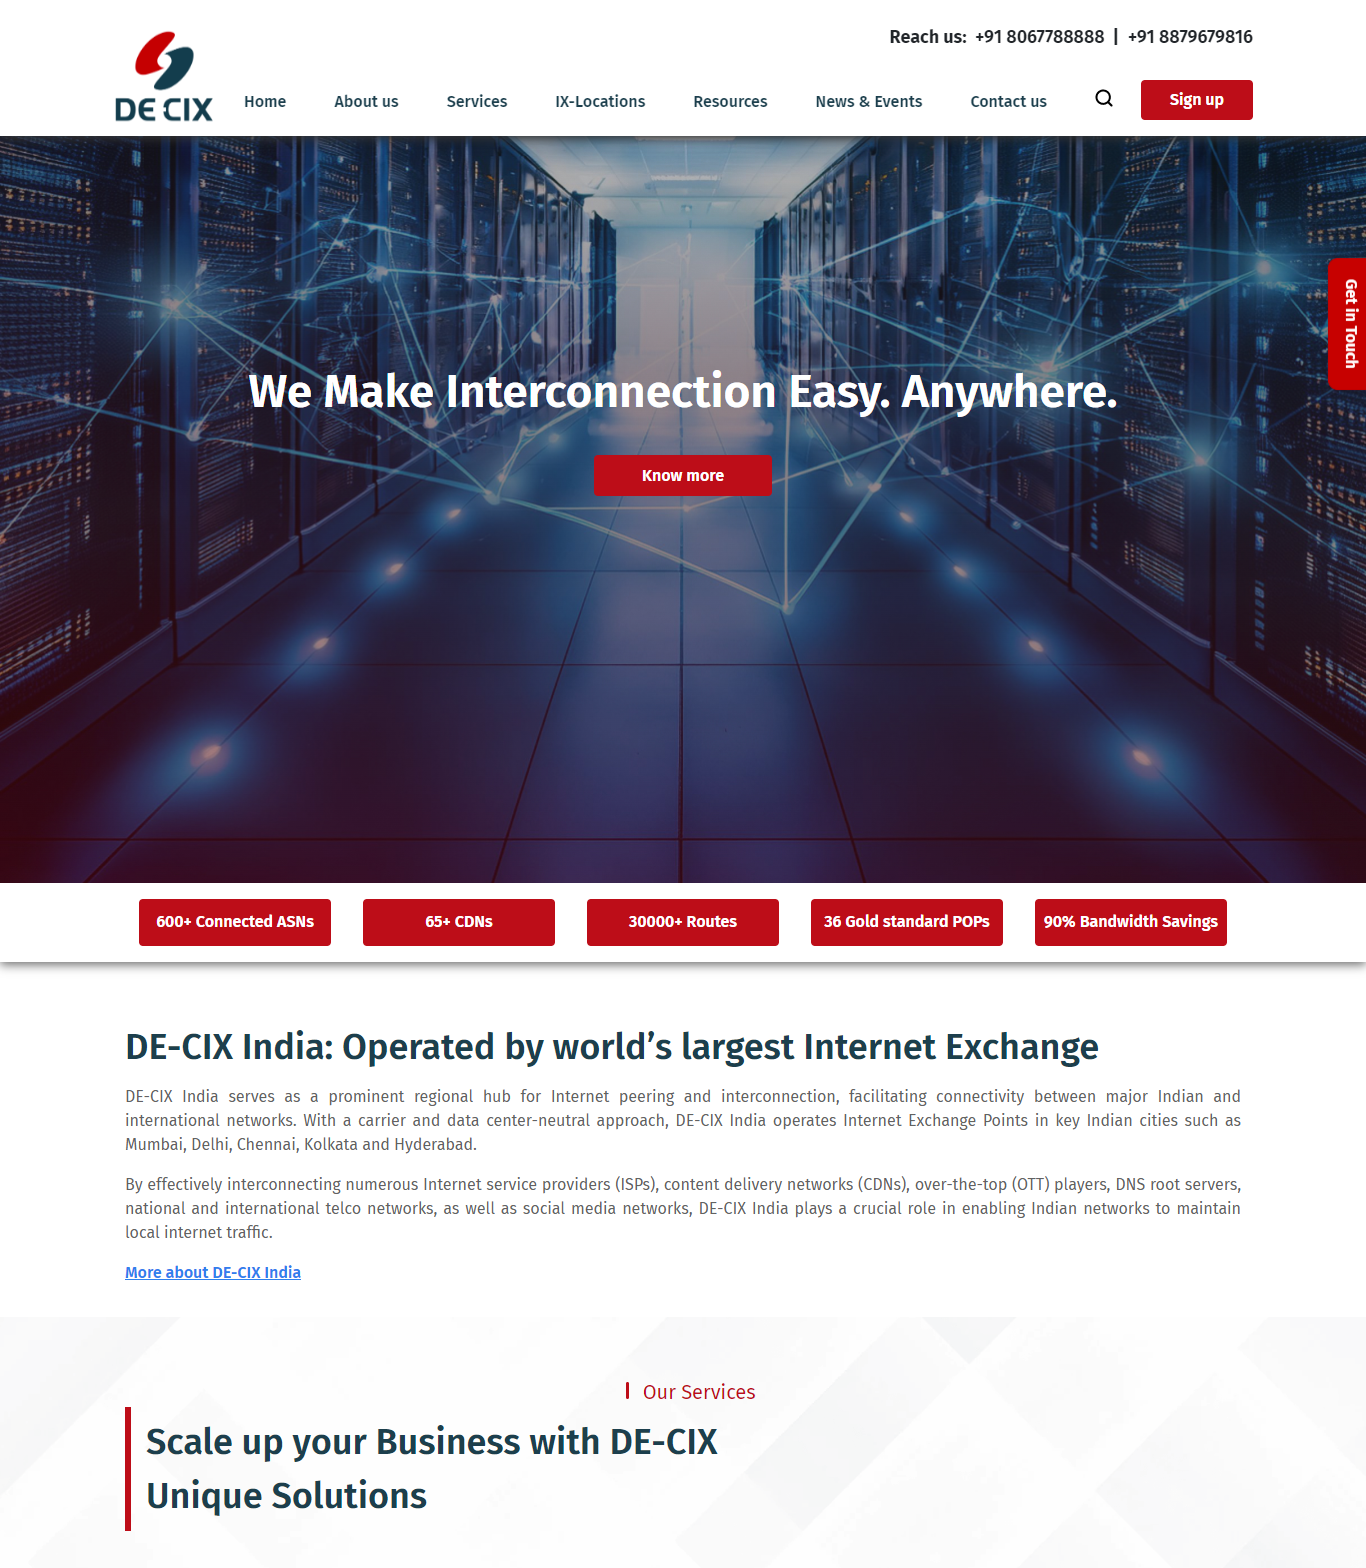 Reach us: +91 8067788888 | +91 8879679816
DE CIX
Home
About us
Services
IX-Locations
Resources
News & Events
Contact us
Sign up
Get in Touch
We Make Interconnection Easy. Anywhere.
Know more
600+ Connected ASNs
65+ CDNs
30000+ Routes
36 Gold standard POPs
90% Bandwidth Savings
DE-CIX India: Operated by world’s largest Internet Exchange
DE-CIX India serves as a prominent regional hub for Internet peering and interconnection, facilitating connectivity between major Indian and
international networks. With a carrier and data center-neutral approach, DE-CIX India operates Internet Exchange Points in key Indian cities such as
Mumbai, Delhi, Chennai, Kolkata and Hyderabad.
By effectively interconnecting numerous Internet service providers (ISPs), content delivery networks (CDNs), over-the-top (OTT) players, DNS root servers,
national and international telco networks, as well as social media networks, DE-CIX India plays a crucial role in enabling Indian networks to maintain
local internet traffic.
More about DE-CIX India
Our Services
Scale up your Business with DE-CIX
Unique Solutions